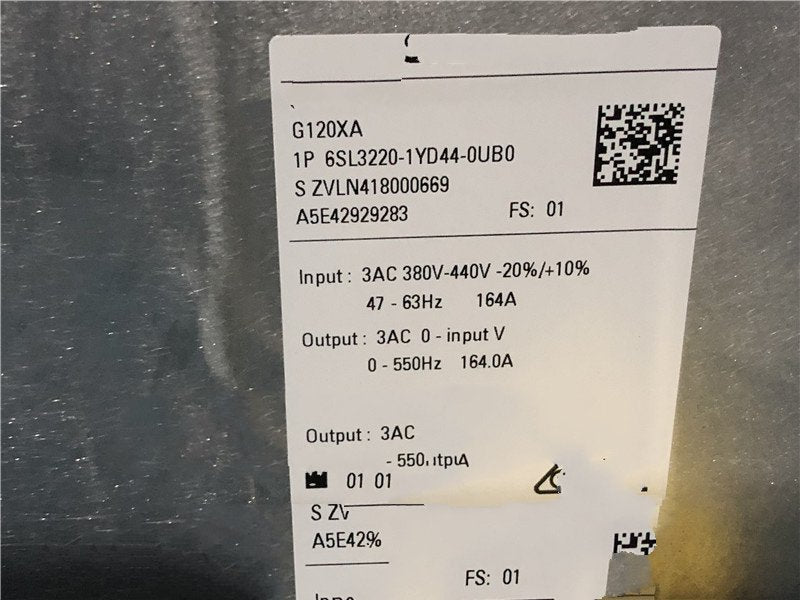 G120XA
1P 6SL3220-1YD44-0UB0
S ZVLN418000669
A5E42929283 FS: 01
Input : 3AC 380V-440V -20%/+10%
47 - 63Hz 164A
Output : 3AC 0 - input V
0 - 550Hz 164.0A
Output : 3AC
- 550
01 01
S ZV
A5E42%
FS: 01